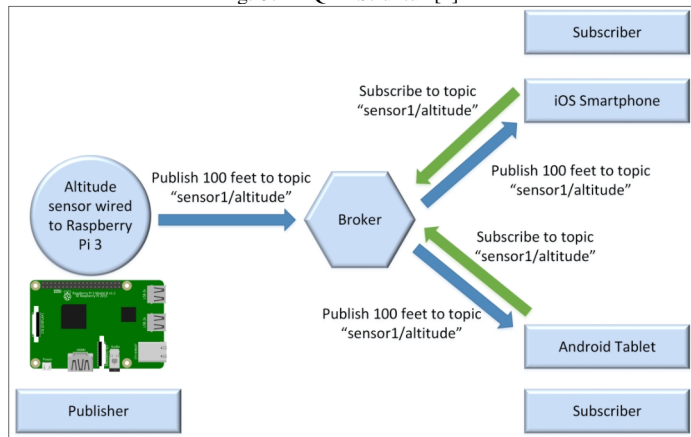 Subscriber
Subscribe to topic
“sensor1/altitude”
iOS Smartphone
Publish 100 feet to topic
“sensor1/altitude”
Altitude
sensor wired
to Raspberry
Pi 3
Publish 100 feet to topic
“sensor1/altitude”
Broker
Subscribe to topic
“sensor1/altitude”
Publish 100 feet to topic
“sensor1/altitude”
Android Tablet
Publisher
Subscriber